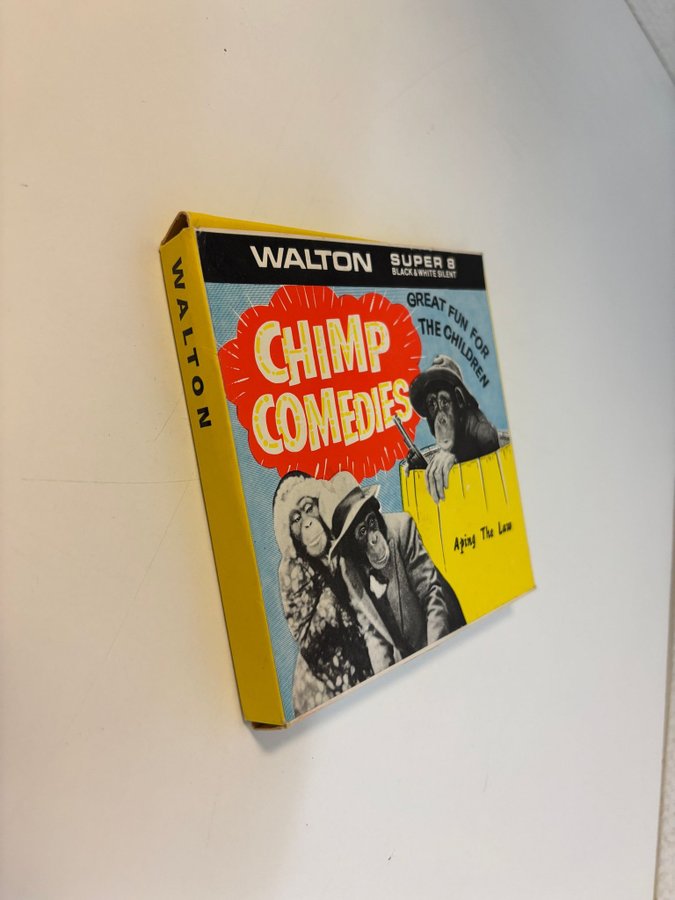 WALTON
WALTON
SUPER 8
BLACK & WHITE SILENT
CHIMP
COMEDIES
GREAT FUN FOR
THE CHILDREN
Aping The Law